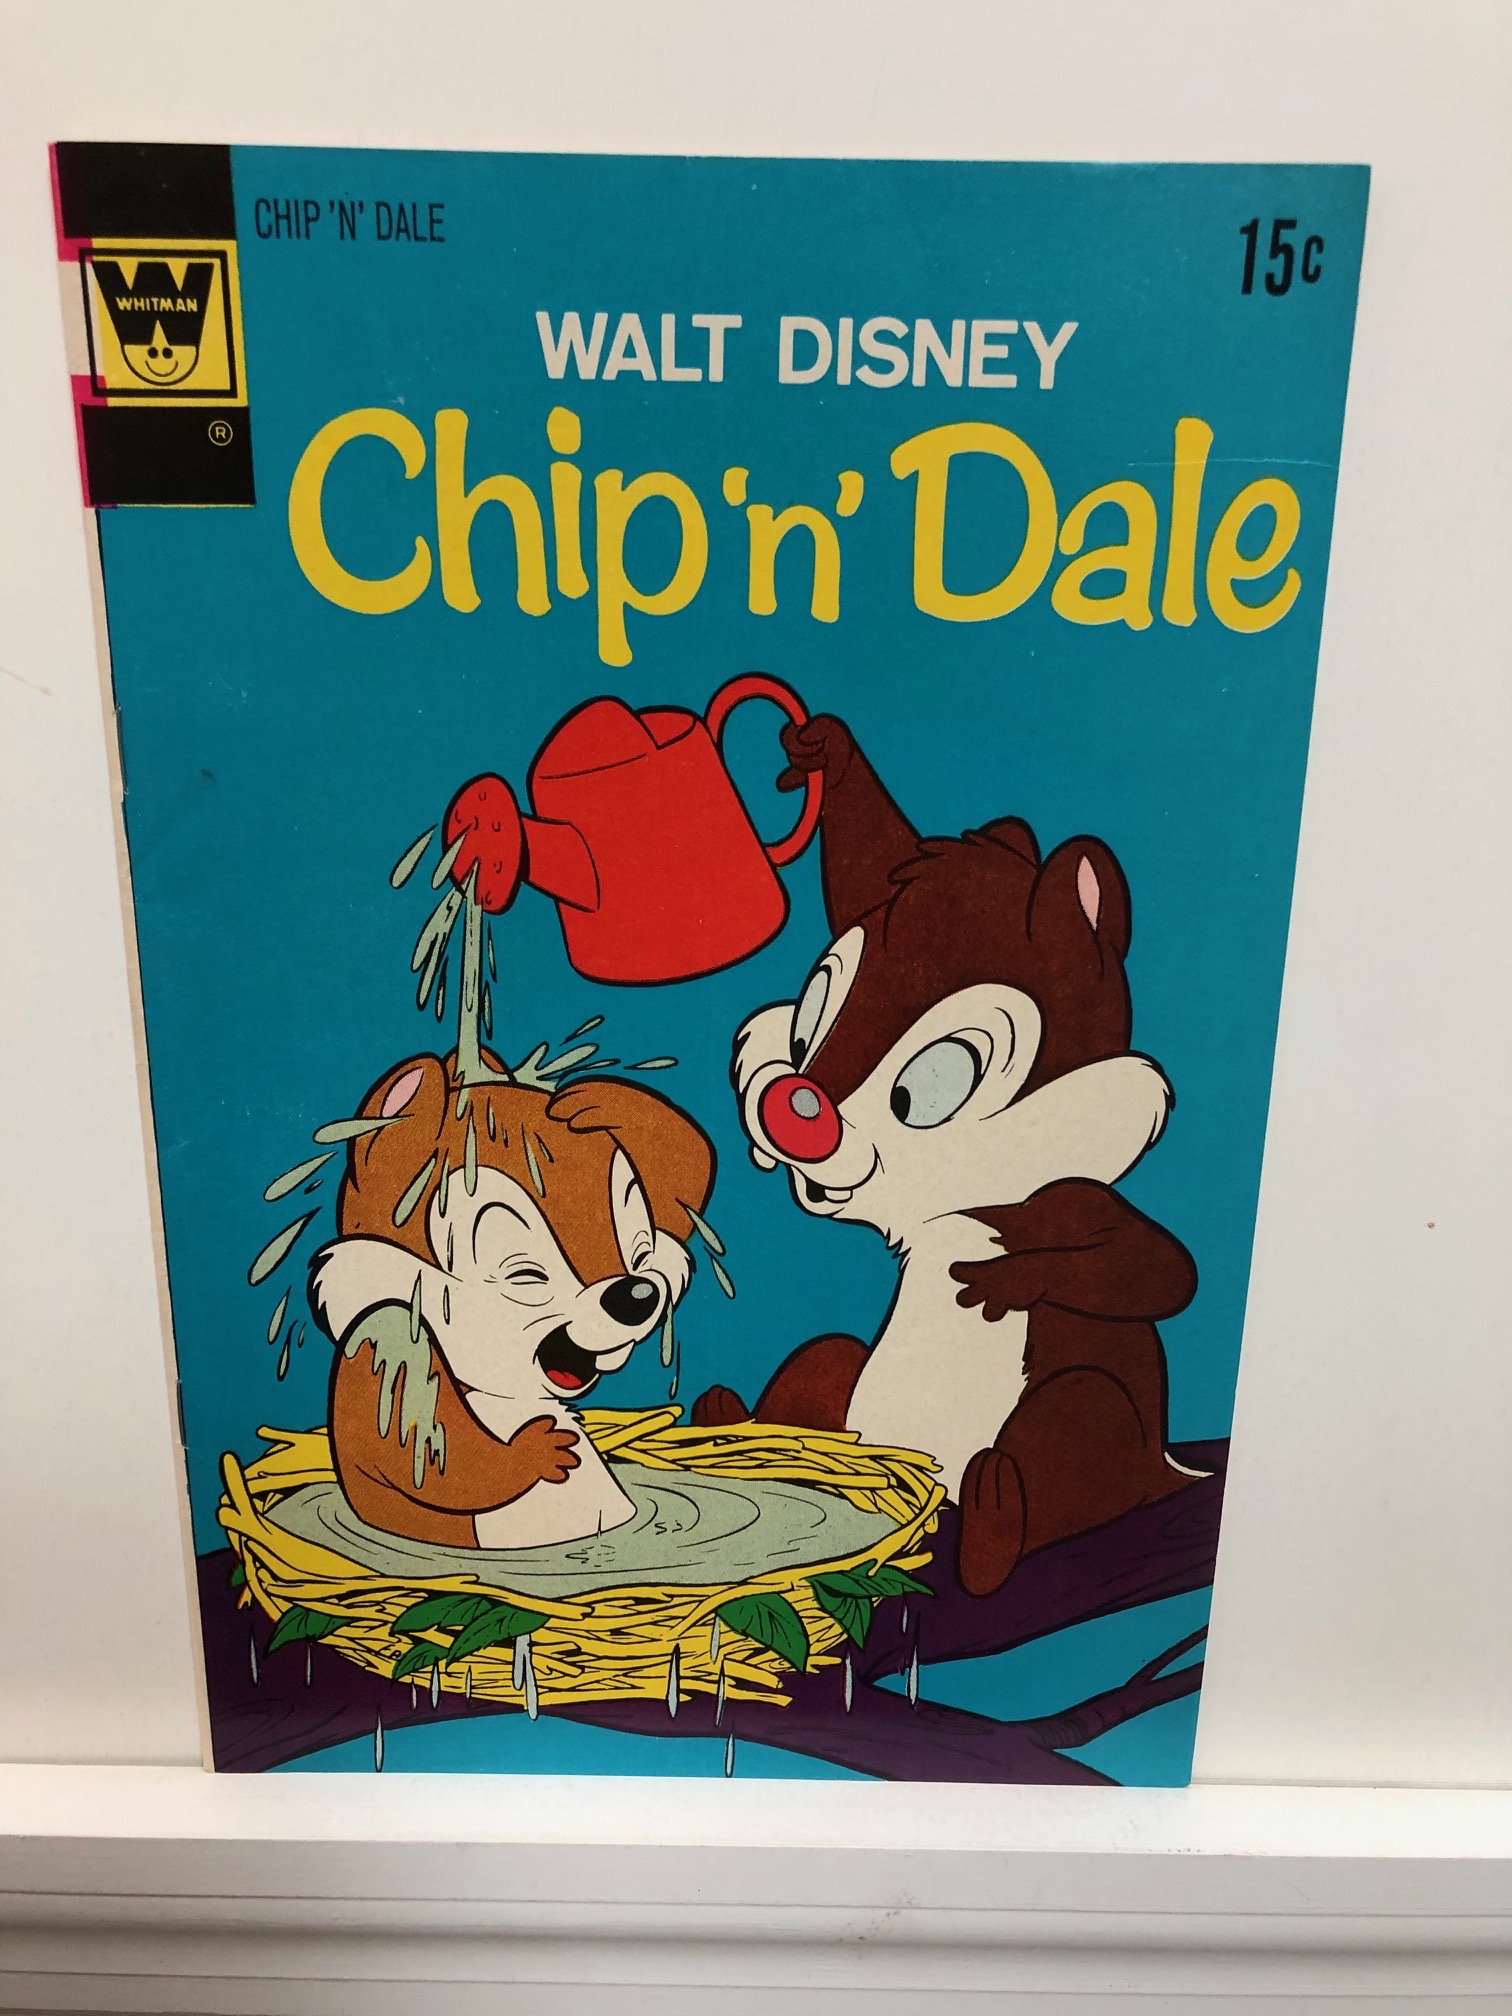 CHIP 'N' DALE
15c
WHITMAN
®
WALT DISNEY
Chip 'n' Dale